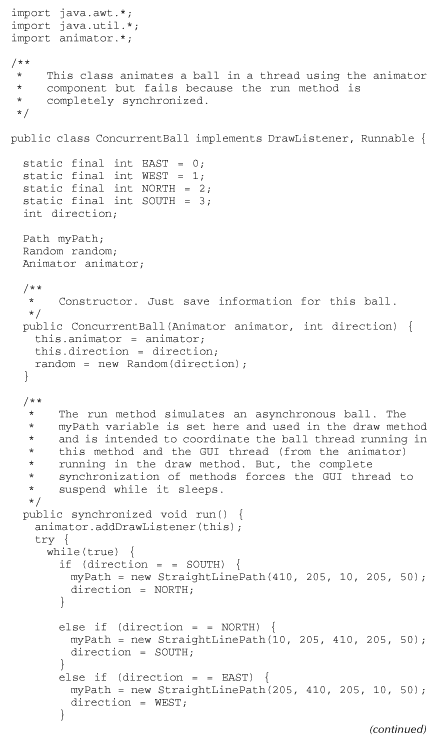 import java.awt.*;
import java.util.*;
import animator.*;

/**
 *   This class animates a ball in a thread using the animator
 *   component but fails because the run method is
 *   completely synchronized.
 */

public class ConcurrentBall implements DrawListener, Runnable {

  static final int EAST = 0;
  static final int WEST = 1;
  static final int NORTH = 2;
  static final int SOUTH = 3;
  int direction;

  Path myPath;
  Random random;
  Animator animator;

  /**
   *   Constructor. Just save information for this ball.
   */
  public ConcurrentBall(Animator animator, int direction) {
    this.animator = animator;
    this.direction = direction;
    random = new Random(direction);
  }

  /**
   *   The run method simulates an asynchronous ball. The
   *   myPath variable is set here and used in the draw method
   *   and is intended to coordinate the ball thread running in
   *   this method and the GUI thread (from the animator)
   *   running in the draw method. But, the complete
   *   synchronization of methods forces the GUI thread to
   *   suspend while it sleeps.
   */
  public synchronized void run() {
    animator.addDrawListener(this);
    try {
      while(true) {
        if (direction = = SOUTH) {
          myPath = new StraightLinePath(410, 205, 10, 205, 50);
          direction = NORTH;
        }

        else if (direction = = NORTH) {
          myPath = new StraightLinePath(10, 205, 410, 205, 50);
          direction = SOUTH;
        }
        else if (direction = = EAST) {
          myPath = new StraightLinePath(205, 410, 205, 10, 50);
          direction = WEST;
        }
(continued)